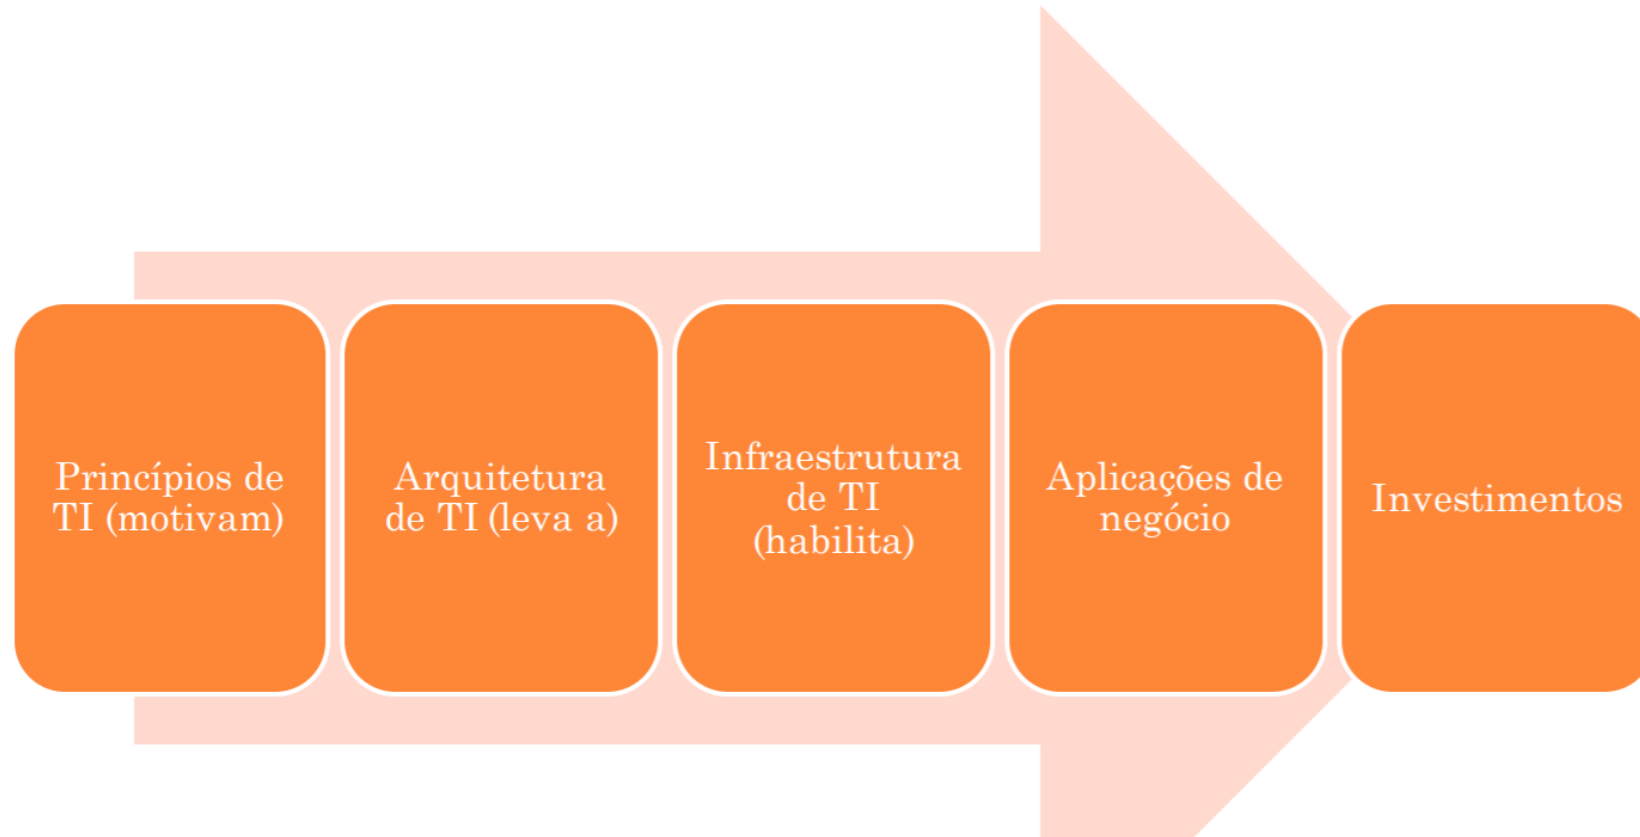 Princípios de
TI (motivam)
Arquitetura
de TI (leva a)
Infraestrutura
de TI
(habilita)
Aplicações de
negócio
Investimentos